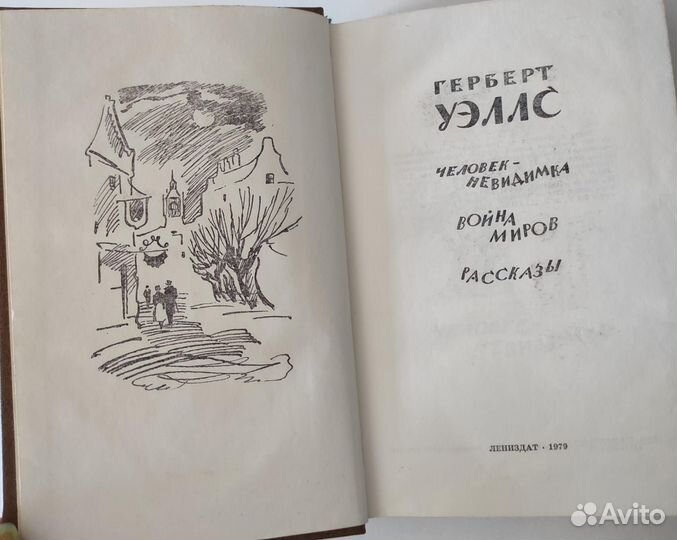 ГЕРБЕРТ
УЭЛЛС
ЧЕЛОВЕК-
НЕВИДИМКА
ВОЙНА
МИРОВ
РАССКАЗЫ
ЛЕНИЗДАТ · 1979
Avito